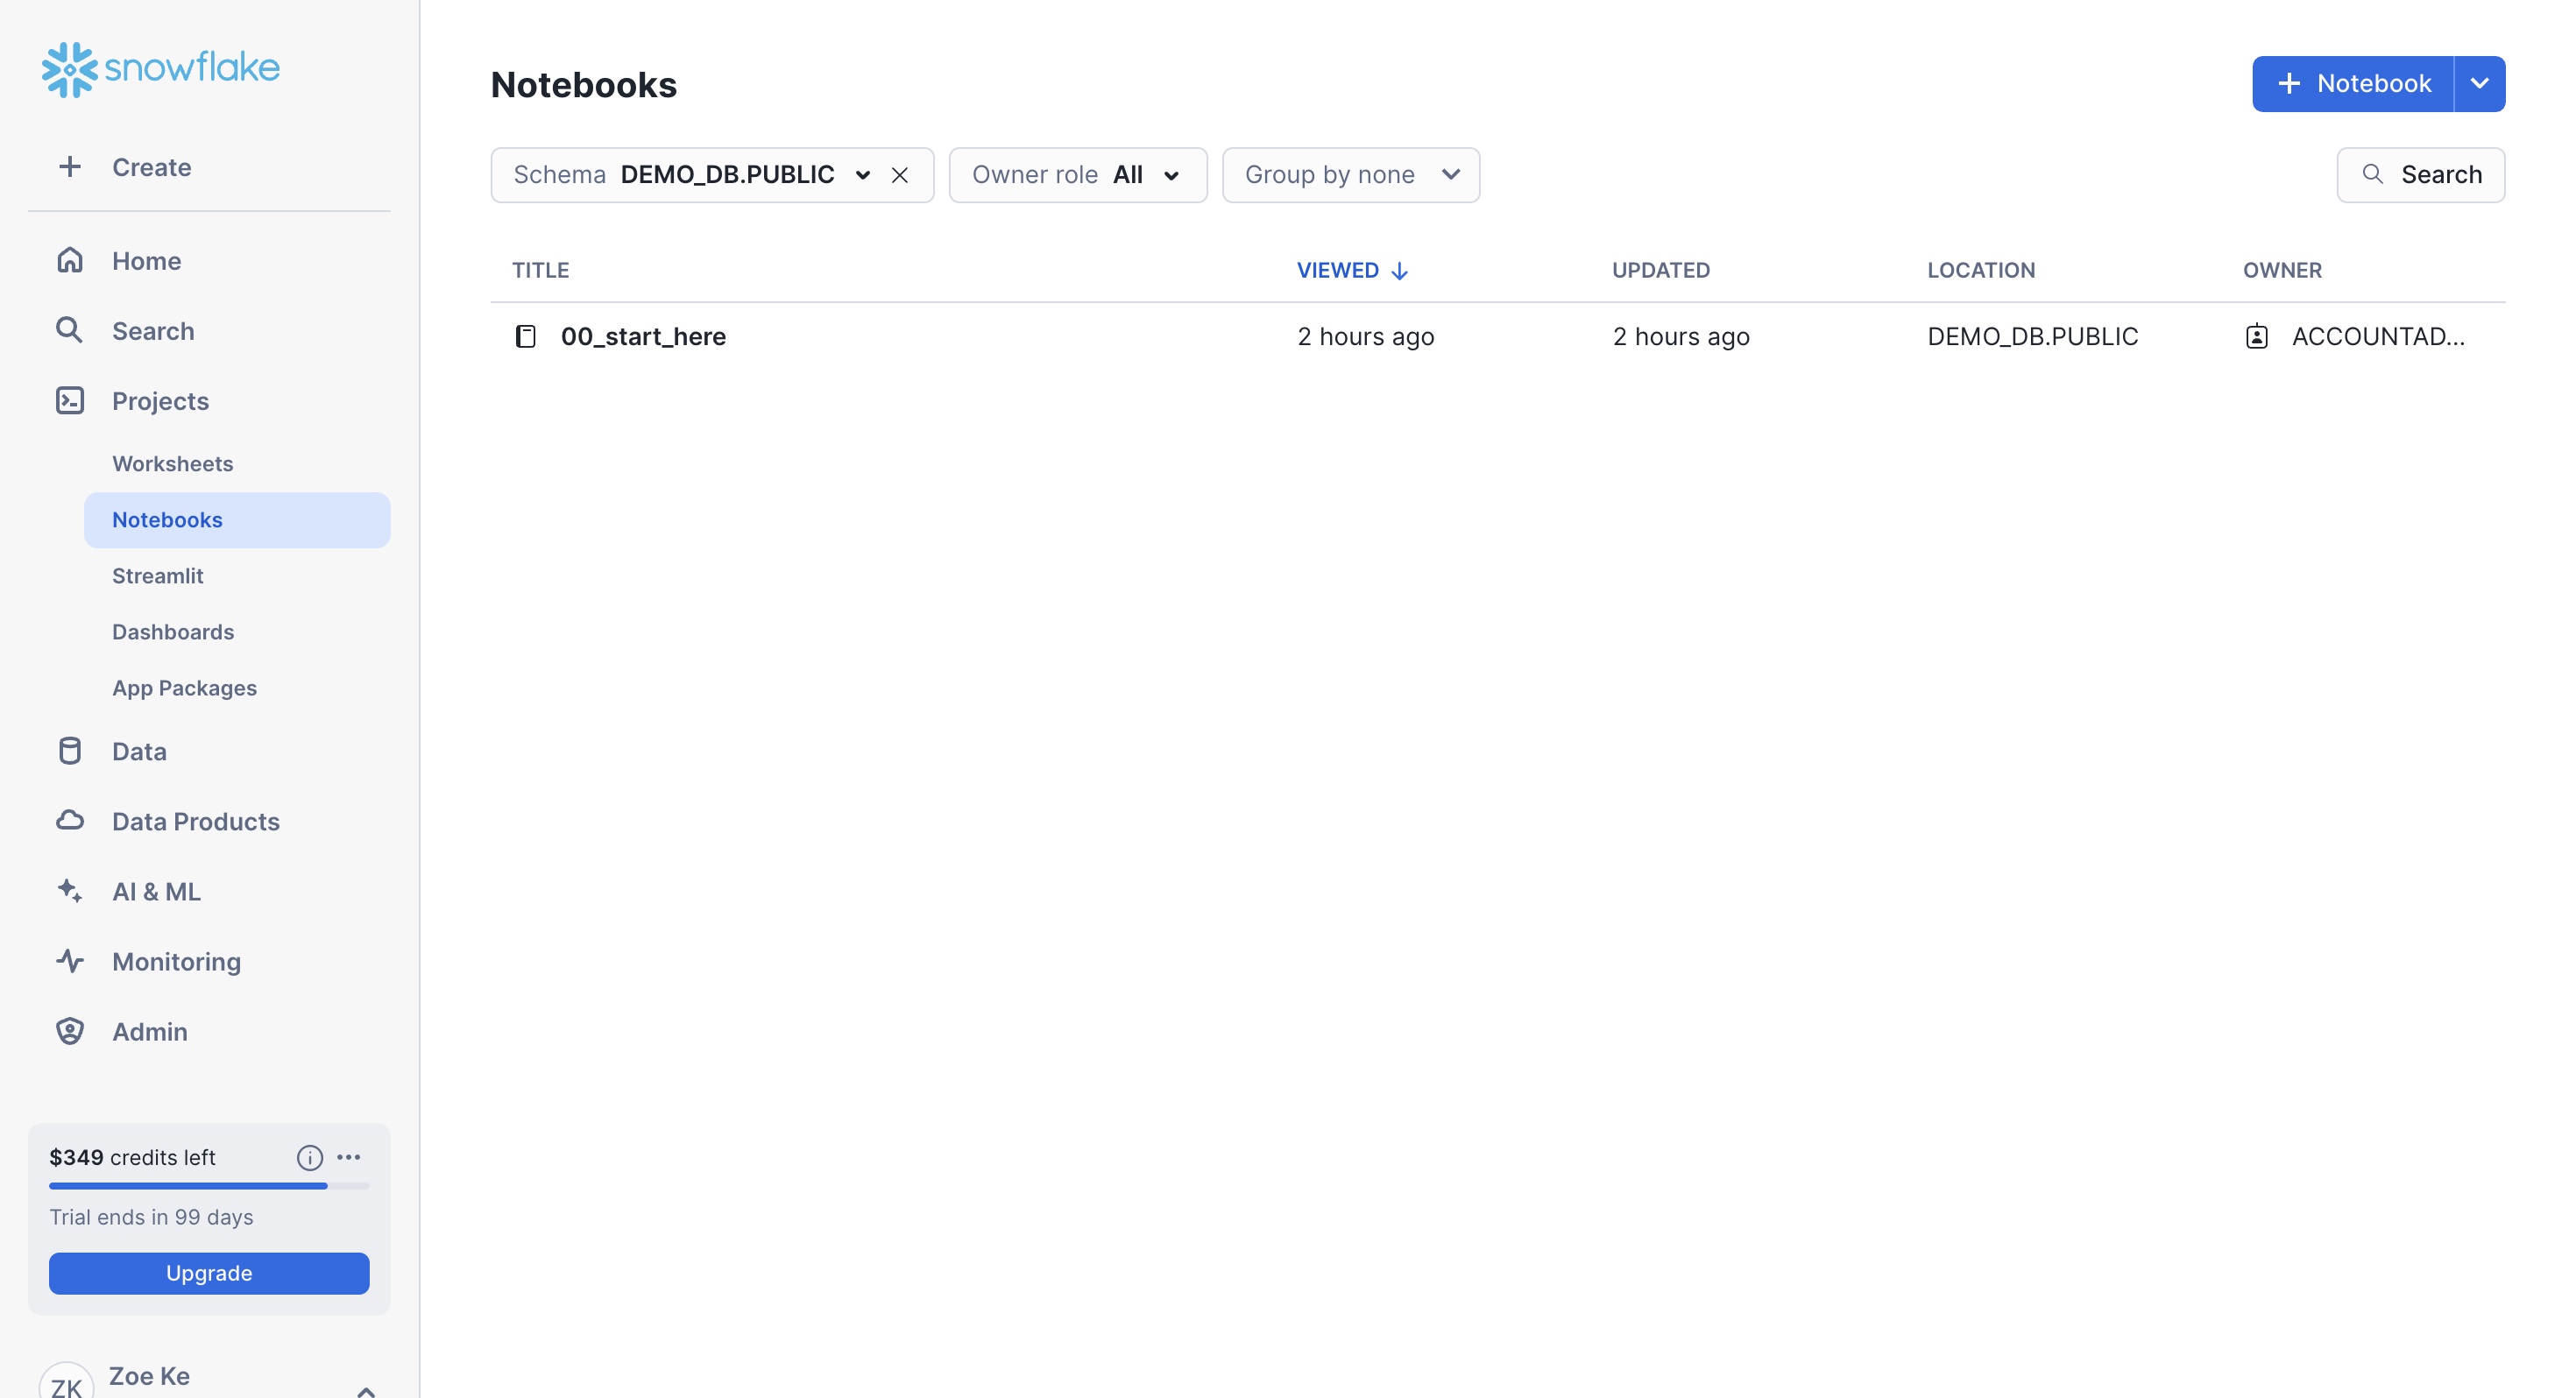 snowflake
Create
Home
Search
Projects
Worksheets
Notebooks
Streamlit
Dashboards
App Packages
Data
Data Products
AI & ML
Monitoring
Admin
$349 credits left
Trial ends in 99 days
Upgrade
ZK
Zoe Ke
Notebooks
Notebook
Schema DEMO_DB.PUBLIC
Owner role All
Group by none
Search
TITLE VIEWED UPDATED LOCATION OWNER
00_start_here 2 hours ago 2 hours ago DEMO_DB.PUBLIC ACCOUNTAD...